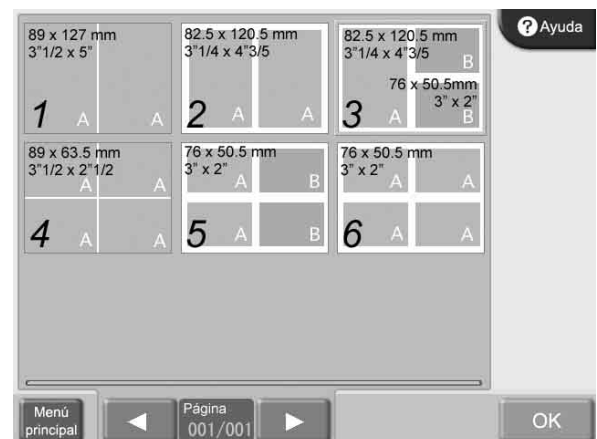 ? Ayuda
89 x 127 mm
3"1/2 x 5"
1 A A
82.5 x 120.5 mm
3"1/4 x 4"3/5
2 A A
82.5 x 120.5 mm
3"1/4 x 4"3/5
B
76 x 50.5mm
3" x 2"
3 A B
89 x 63.5 mm
3"1/2 x 2"1/2
A A
4 A A
76 x 50.5 mm
3" x 2"
A B
5 A B
76 x 50.5 mm
3" x 2"
A A
6 A A
Menú
principal
Página
001/001
OK